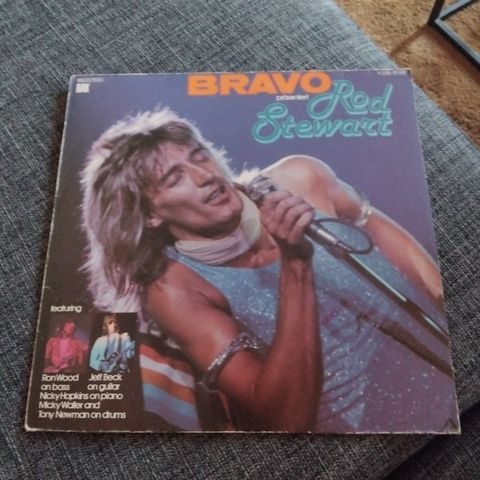 RAK
BRAVO
präsentiert
Rod
Stewart
featuring
Ron Wood
on bass
Jeff Beck
on guitar
Nicky Hopkins on piano
Micky Waller and
Tony Newman on drums